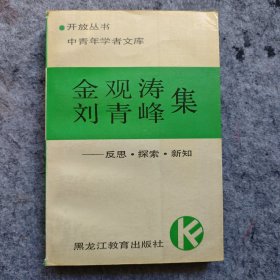 开放丛书
中青年学者文库
金观涛
刘青峰 集
——反思·探索·新知
黑龙江教育出版社